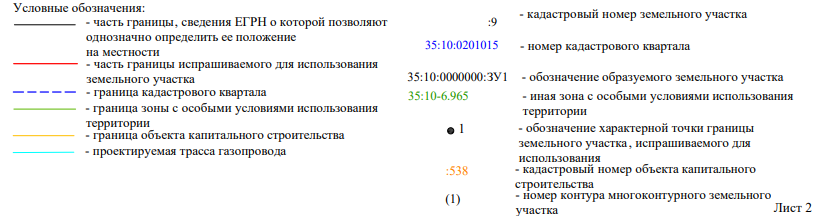 Условные обозначения:
- часть границы, сведения ЕГРН о которой позволяют
однозначно определить ее положение
на местности
- часть границы испрашиваемого для использования
земельного участка
- граница кадастрового квартала
- граница зоны с особыми условиями использования
территории
- граница объекта капитального строительства
- проектируемая трасса газопровода
:9 - кадастровый номер земельного участка
35:10:0201015 - номер кадастрового квартала
35:10:0000000:ЗУ1 - обозначение образуемого земельного участка
35:10-6.965 - иная зона с особыми условиями использования
территории
1 - обозначение характерной точки границы
земельного участка, испрашиваемого для
использования
:538 - кадастровый номер объекта капитального
строительства
(1) - номер контура многоконтурного земельного
участка
Лист 2